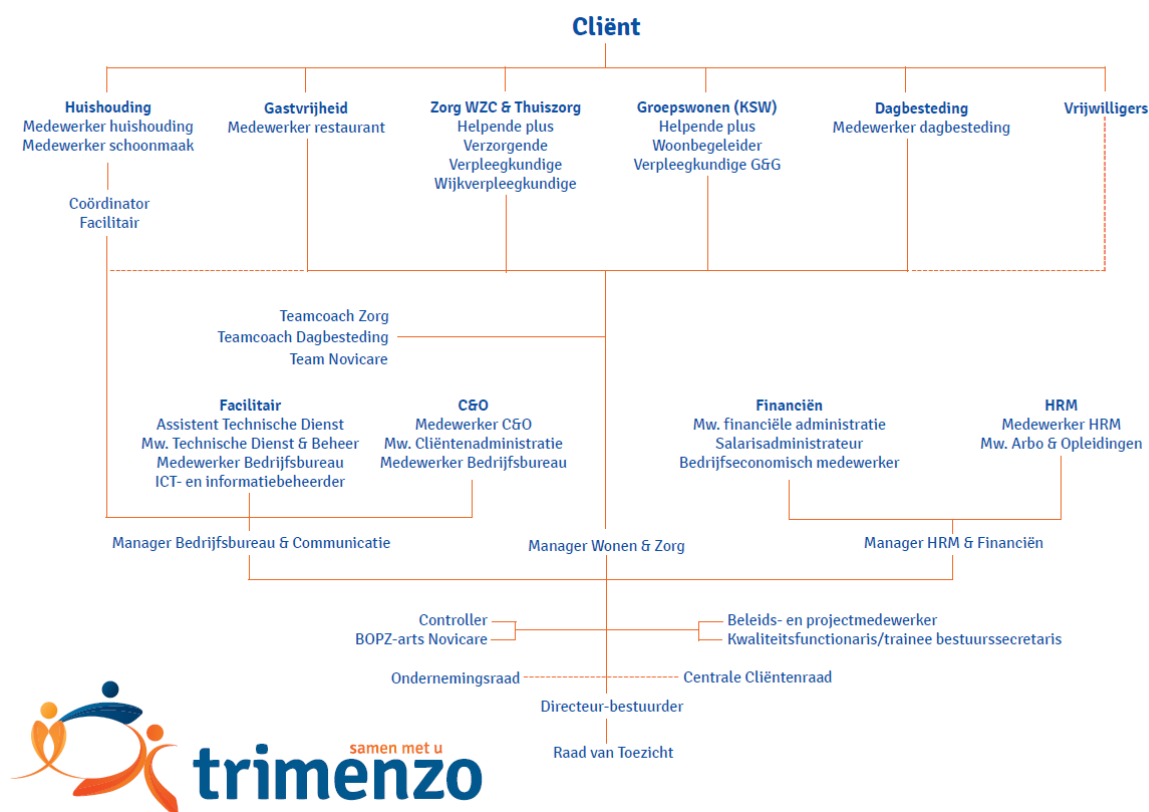 Cliënt
Huishouding
Medewerker huishouding
Medewerker schoonmaak
Coördinator
Facilitair
Gastvrijheid
Medewerker restaurant
Zorg WZC & Thuiszorg
Helpende plus
Verzorgende
Verpleegkundige
Wijkverpleegkundige
Groepswonen (KSW)
Helpende plus
Woonbegeleider
Verpleegkundige G&G
Dagbesteding
Medewerker dagbesteding
Vrijwilligers
Teamcoach Zorg
Teamcoach Dagbesteding
Team Novicare
Facilitair
Assistent Technische Dienst
Mw. Technische Dienst & Beheer
Medewerker Bedrijfsbureau
ICT- en informatiebeheerder
C&O
Medewerker C&O
Mw. Cliëntenadministratie
Medewerker Bedrijfsbureau
Financiën
Mw. financiële administratie
Salarisadministrateur
Bedrijfseconomisch medewerker
HRM
Medewerker HRM
Mw. Arbo & Opleidingen
Manager Bedrijfsbureau & Communicatie
Manager Wonen & Zorg
Manager HRM & Financiën
Controller
BOPZ-arts Novicare
Beleids- en projectmedewerker
Kwaliteitsfunctionaris/trainee bestuurssecretaris
Ondernemingsraad
Centrale Cliëntenraad
Directeur-bestuurder
Raad van Toezicht
samen met u
trimenzo